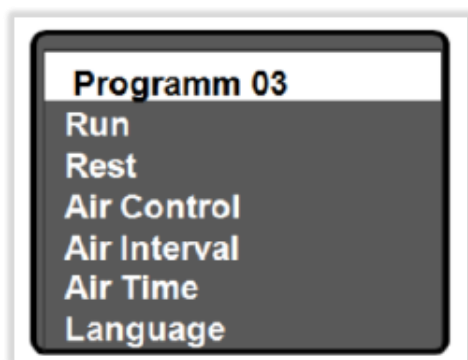 Programm 03
Run
Rest
Air Control
Air Interval
Air Time
Language